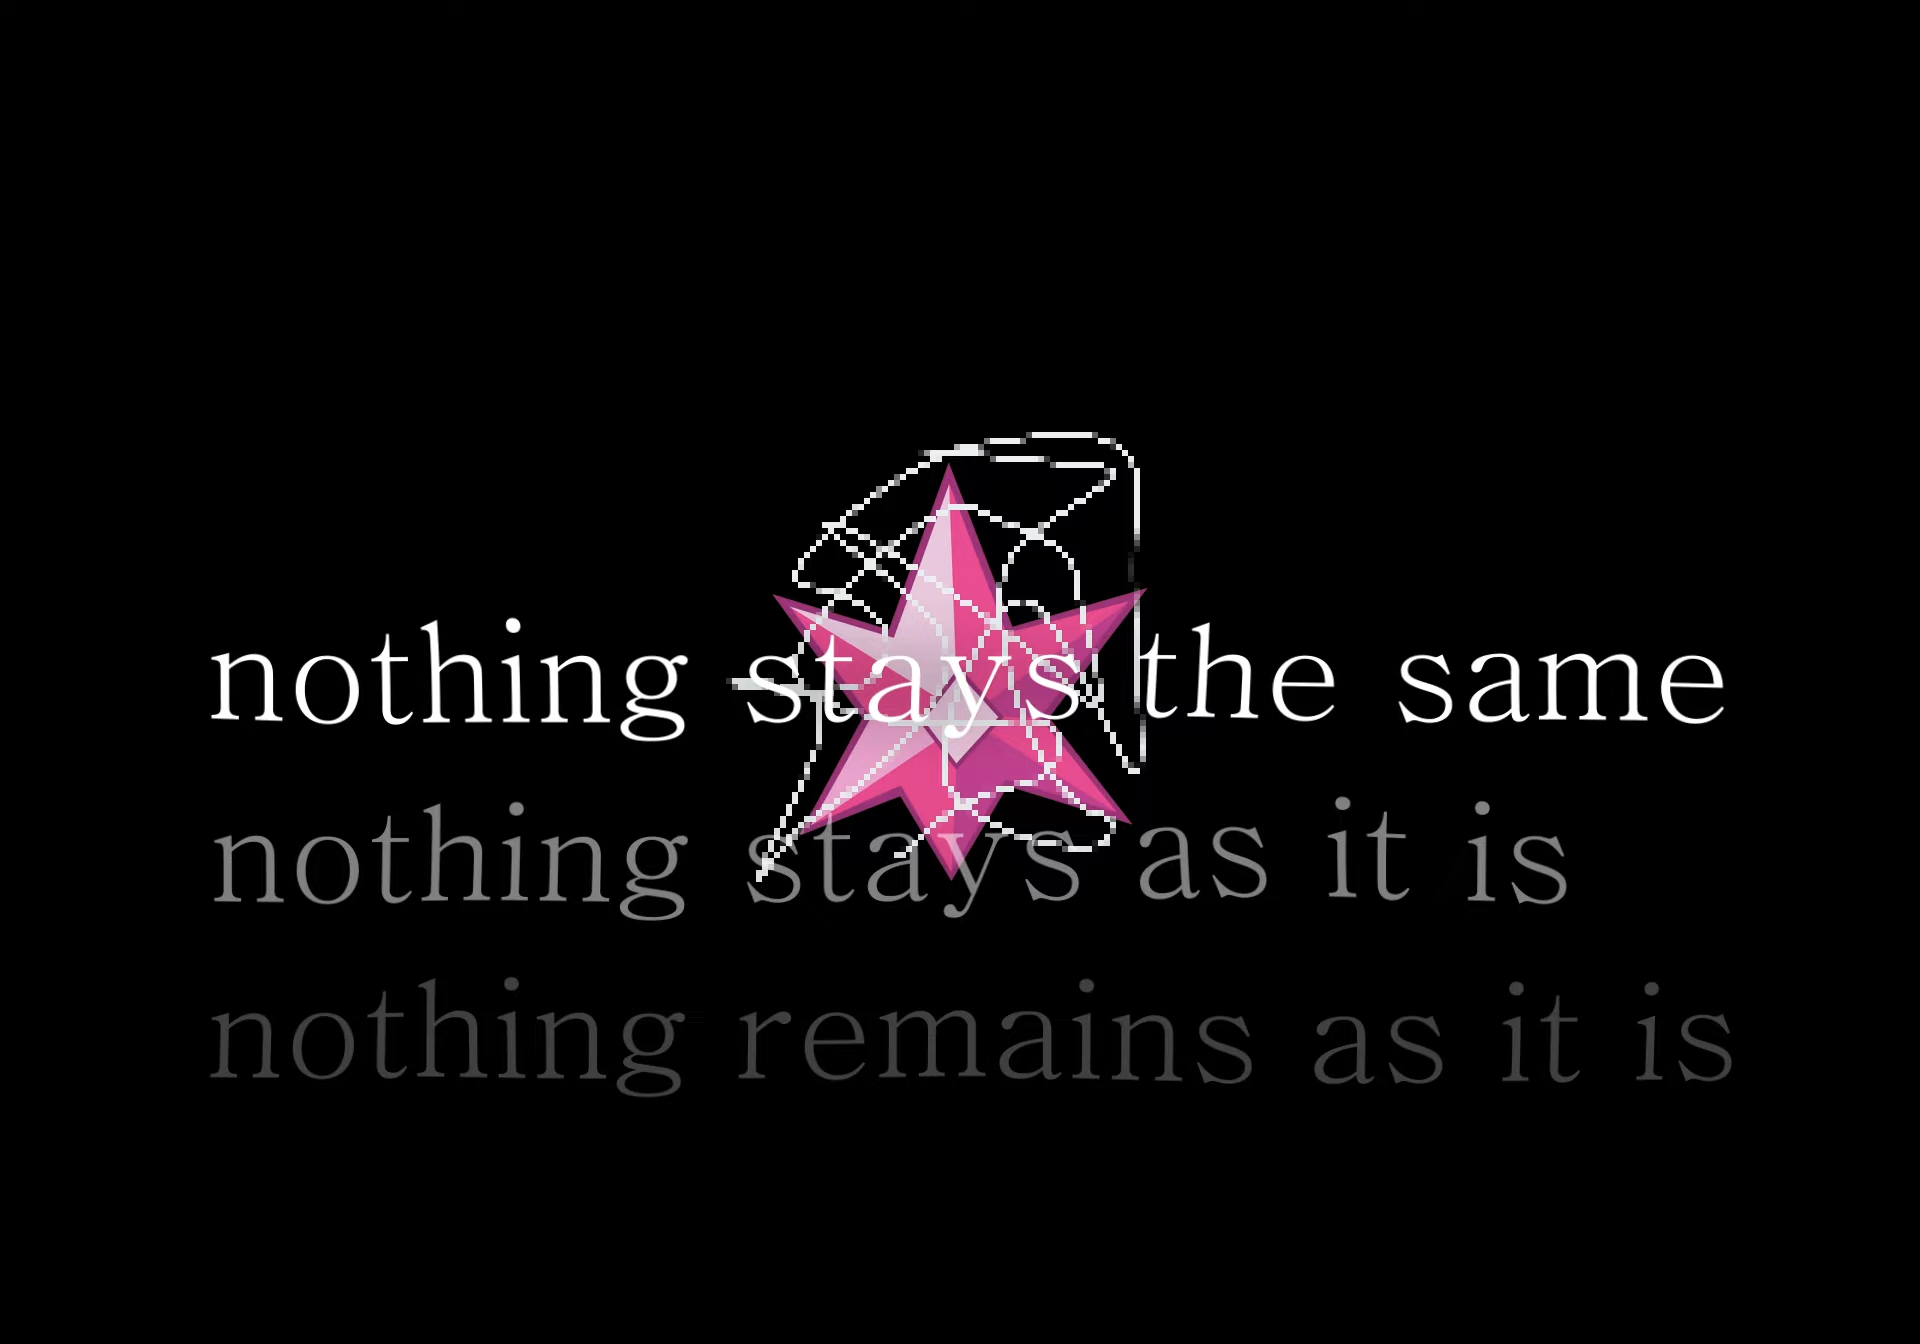 nothing stays the same
nothing stays as it is
nothing remains as it is